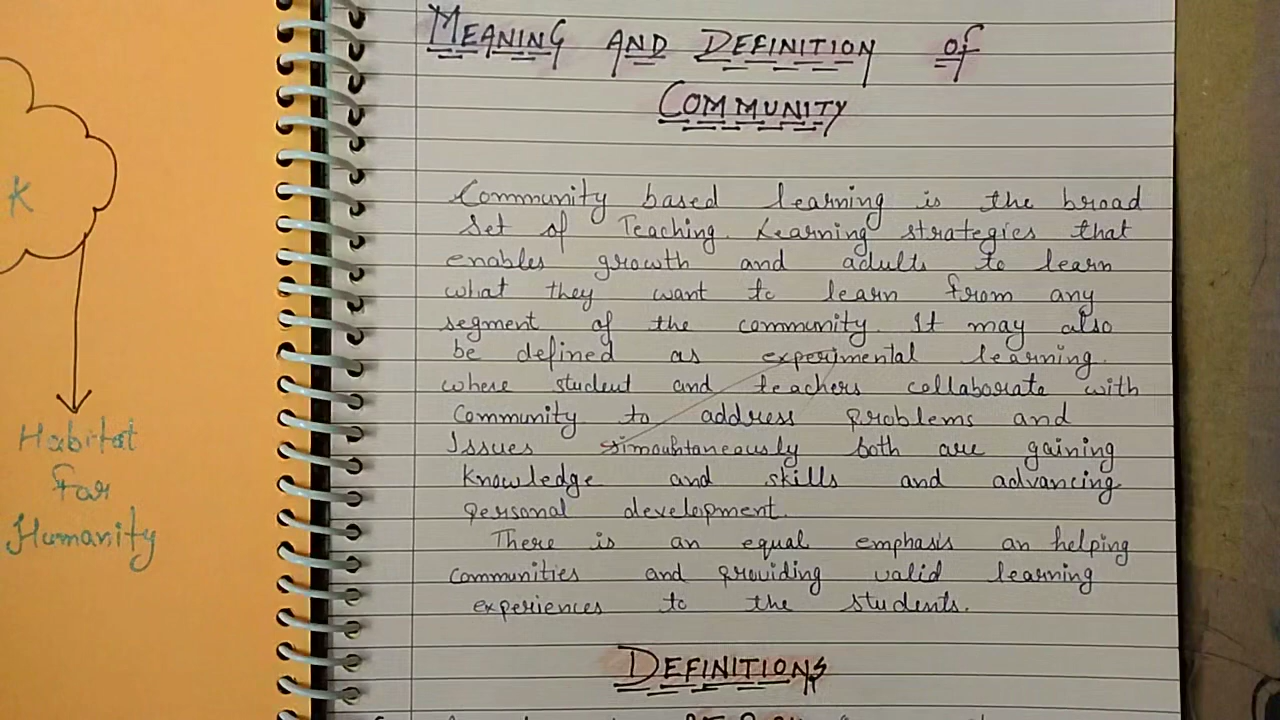 K
Habitat
For
Humanity
MEANING AND DEFINITION of
COMMUNITY
Community based learning is the broad
set of Teaching. Learning strategies that
enables growth and adults to learn
what they want to learn from any
segment of the community. It may also
be defined as experimental learning.
where student and teachers collaborate with
Community to address problems and
Issues simountaneously both are gaining
Knowledge and skills and advancing
personal development.
There is an equal emphasis an helping
communities and providing valid learning
experiences to the students.
DEFINITIONS